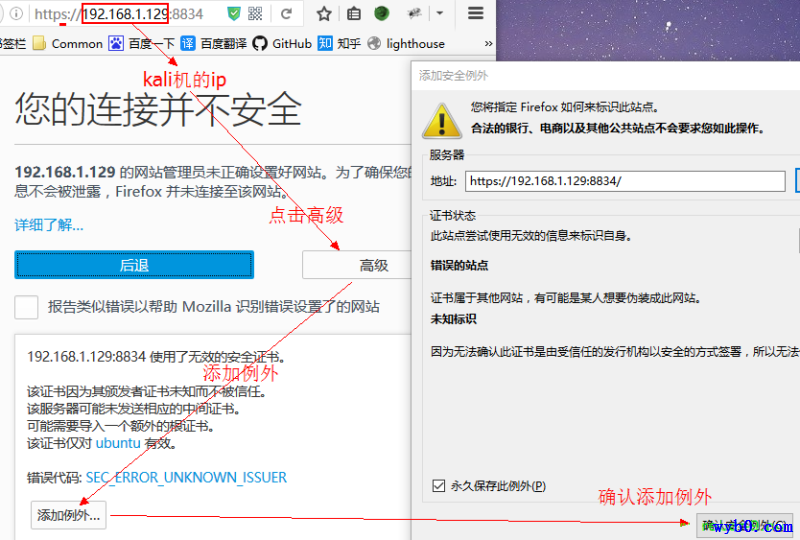 https://192.168.1.129:8834
书签栏 Common 百度一下 百度翻译 GitHub 知乎 lighthouse »
kali机的ip
您的连接并不安全
192.168.1.129 的网站管理员未正确设置好网站。为了确保您的
息不会被泄露，Firefox 并未连接至该网站。
详细了解...
点击高级
后退
高级
报告类似错误以帮助 Mozilla 识别错误设置了的网站
192.168.1.129:8834 使用了无效的安全证书。
添加例外
该证书因为其颁发者证书未知而不被信任。
该服务器可能未发送相应的中间证书。
可能需要导入一个额外的根证书。
该证书仅对 ubuntu 有效。
错误代码: SEC_ERROR_UNKNOWN_ISSUER
添加例外...
添加安全例外
您将指定 Firefox 如何来标识此站点。
合法的银行、电商以及其他公共站点不会要求您如此操作。
服务器
地址: https://192.168.1.129:8834/
证书状态
此站点尝试使用无效的信息来标识自身。
错误的站点
证书属于其他网站，有可能是某人想要伪装成此网站。
未知标识
因为无法确认此证书是由受信任的发行机构以安全的方式签署，所以无法
永久保存此例外(P)
确认添加例外
确认安全例外(C)
wyb0.com